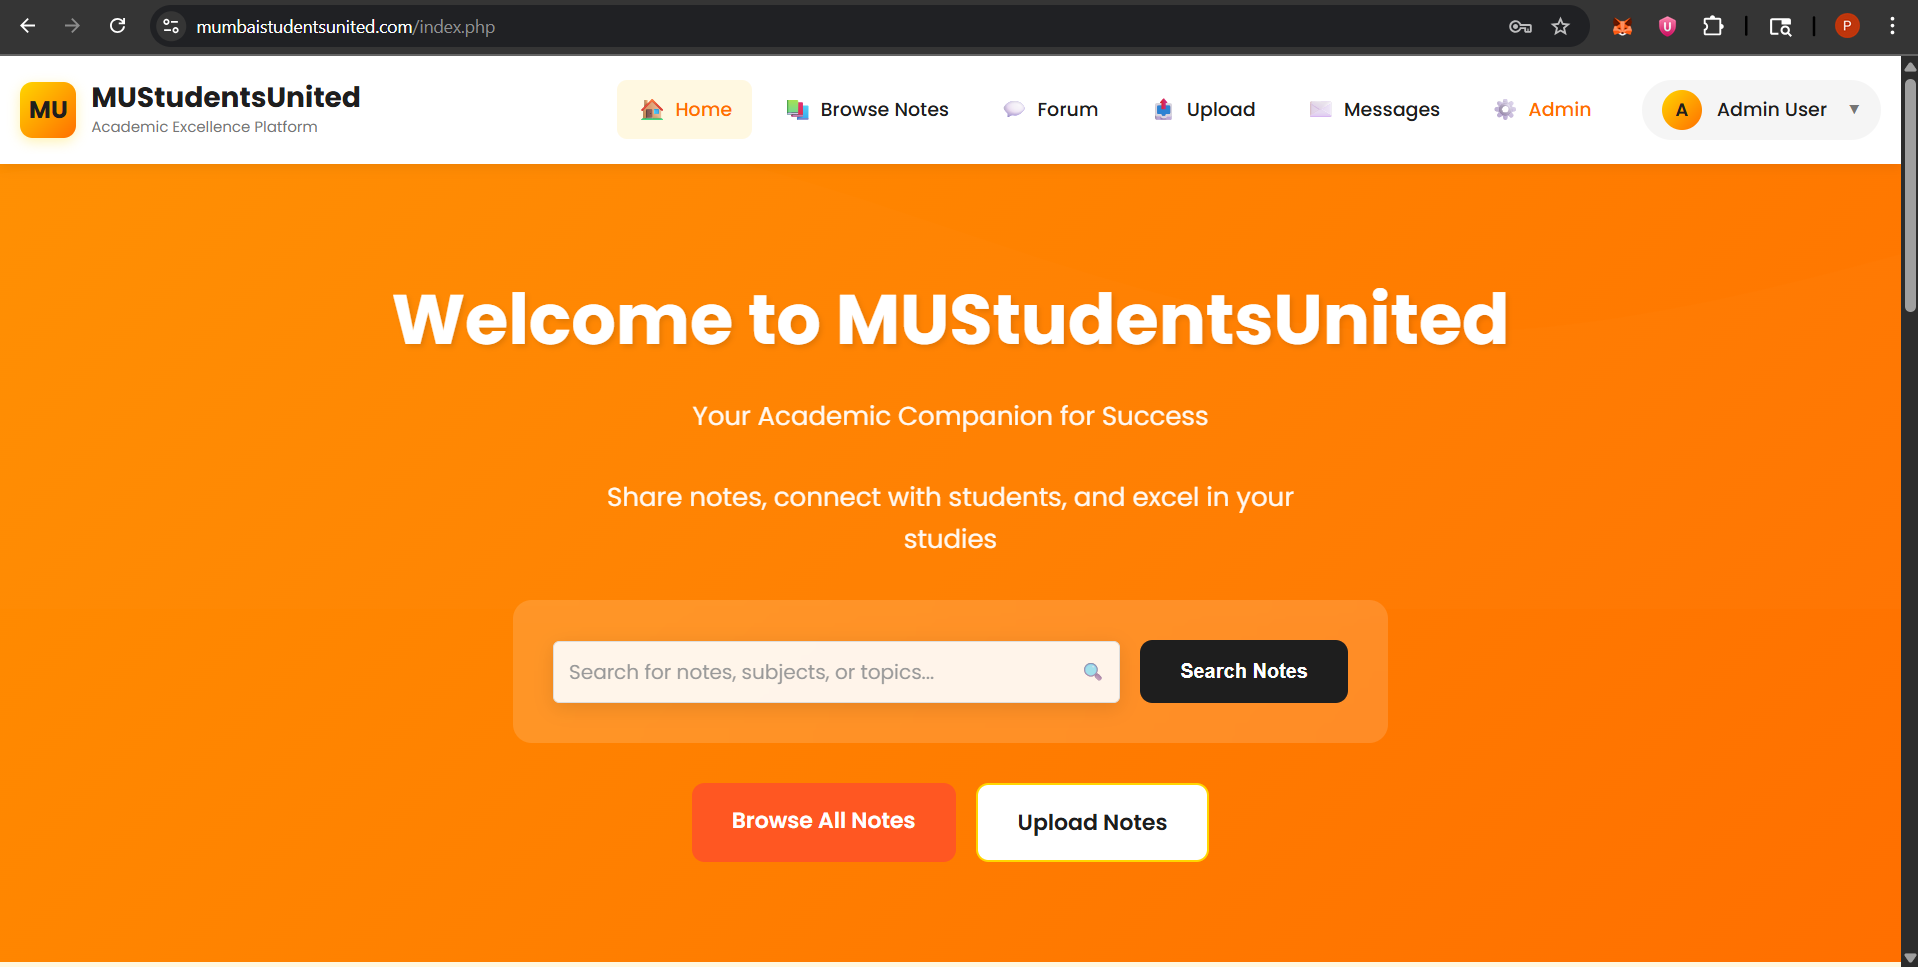 mumbaistudentsunited.com/index.php
P
MU
MUStudentsUnited
Academic Excellence Platform
Home
Browse Notes
Forum
Upload
Messages
Admin
A
Admin User
Welcome to MUStudentsUnited
Your Academic Companion for Success
Share notes, connect with students, and excel in your
studies
Search for notes, subjects, or topics...
Search Notes
Browse All Notes
Upload Notes